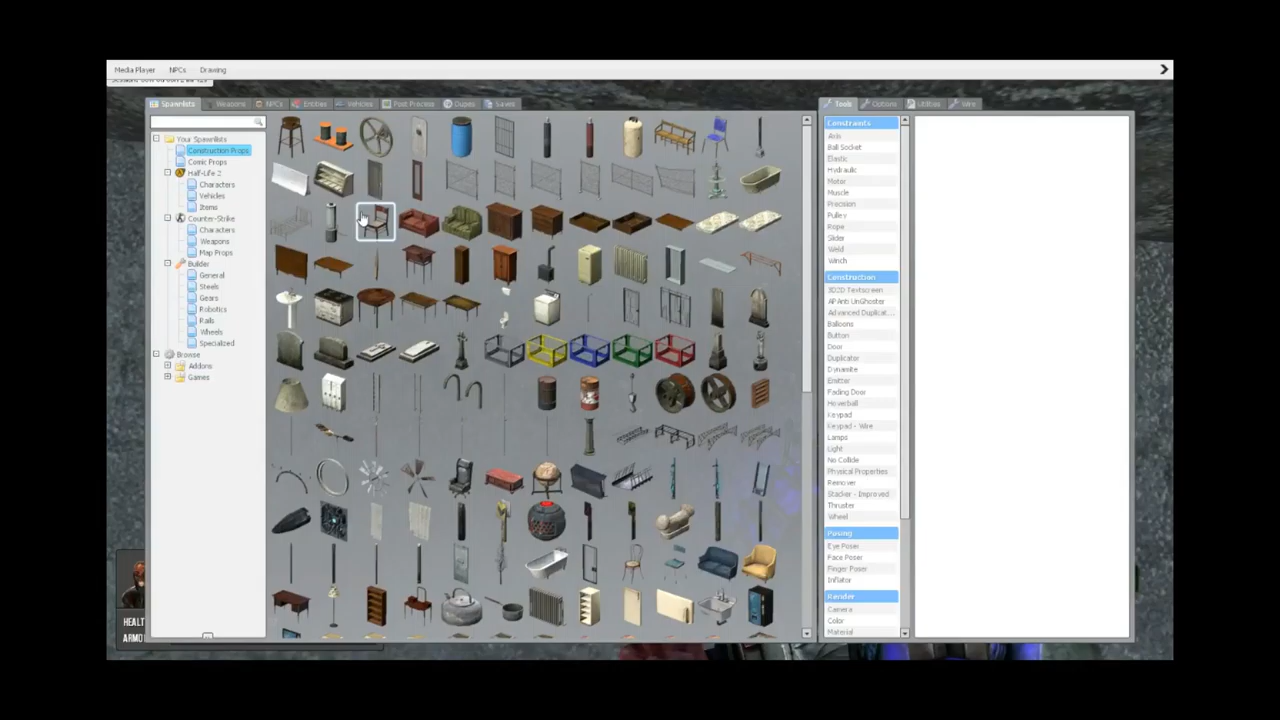 Media Player NPCs Drawing
Spawnlists Weapons NPCs Entities Vehicles Post Process Dupes Saves
Your Spawnlists
Construction Props
Comic Props
Half-Life 2
Characters
Vehicles
Items
Counter-Strike
Characters
Weapons
Map Props
Builder
General
Steels
Gears
Robotics
Rails
Wheels
Specialized
Browse
Addons
Games
HEALT
ARMO
Tools Options Utilities Wire
Constraints
Axis
Ball Socket
Elastic
Hydraulic
Motor
Muscle
Precision
Pulley
Rope
Slider
Weld
Winch
Construction
3D2D Textscreen
APAnti UnGhoster
Advanced Duplicat...
Balloons
Button
Door
Duplicator
Dynamite
Emitter
Fading Door
Hoverball
Keypad
Keypad - Wire
Lamps
Light
No Collide
Physical Properties
Remover
Stacker - Improved
Thruster
Wheel
Posing
Eye Poser
Face Poser
Finger Poser
Inflator
Render
Camera
Color
Material